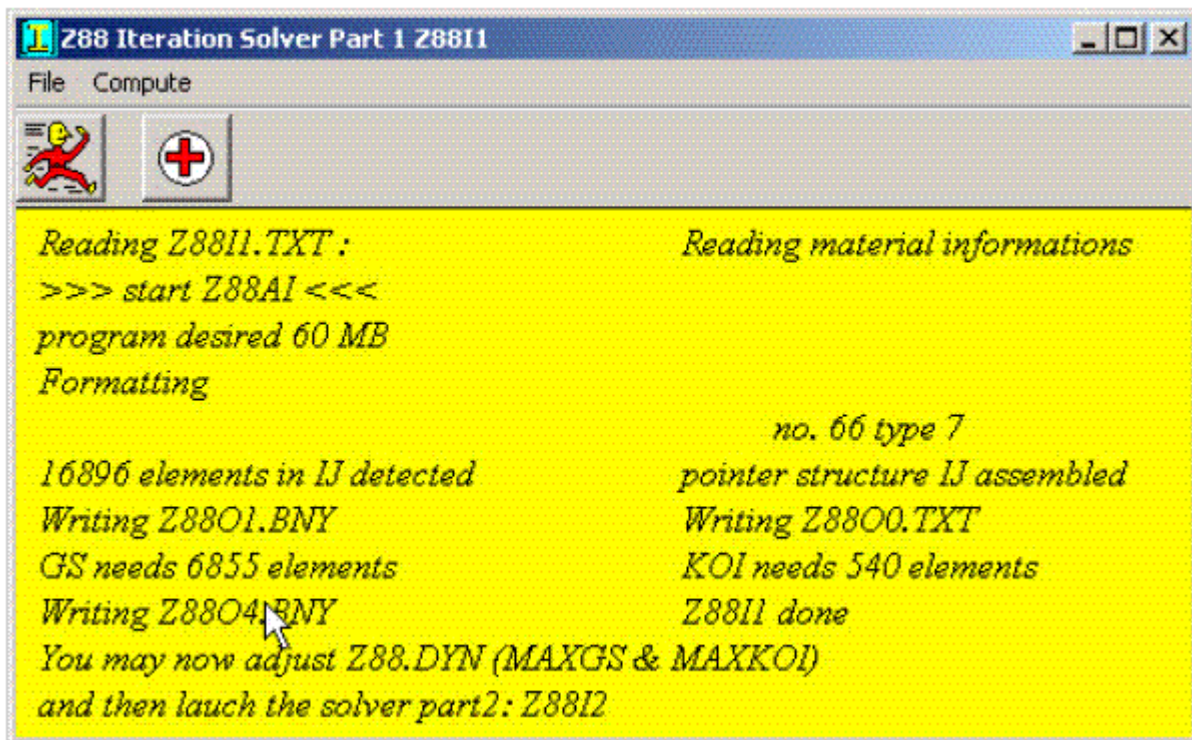 Z88 Iteration Solver Part 1 Z88I1
File Compute
Reading Z88I1.TXT : Reading material informations
>>> start Z88AI <<<
program desired 60 MB
Formatting
no. 66 type 7
16896 elements in IJ detected pointer structure IJ assembled
Writing Z88O1.BNY Writing Z88O0.TXT
GS needs 6855 elements KOI needs 540 elements
Writing Z88O4.BNY Z88I1 done
You may now adjust Z88.DYN (MAXGS & MAXKOI)
and then lauch the solver part2: Z88I2